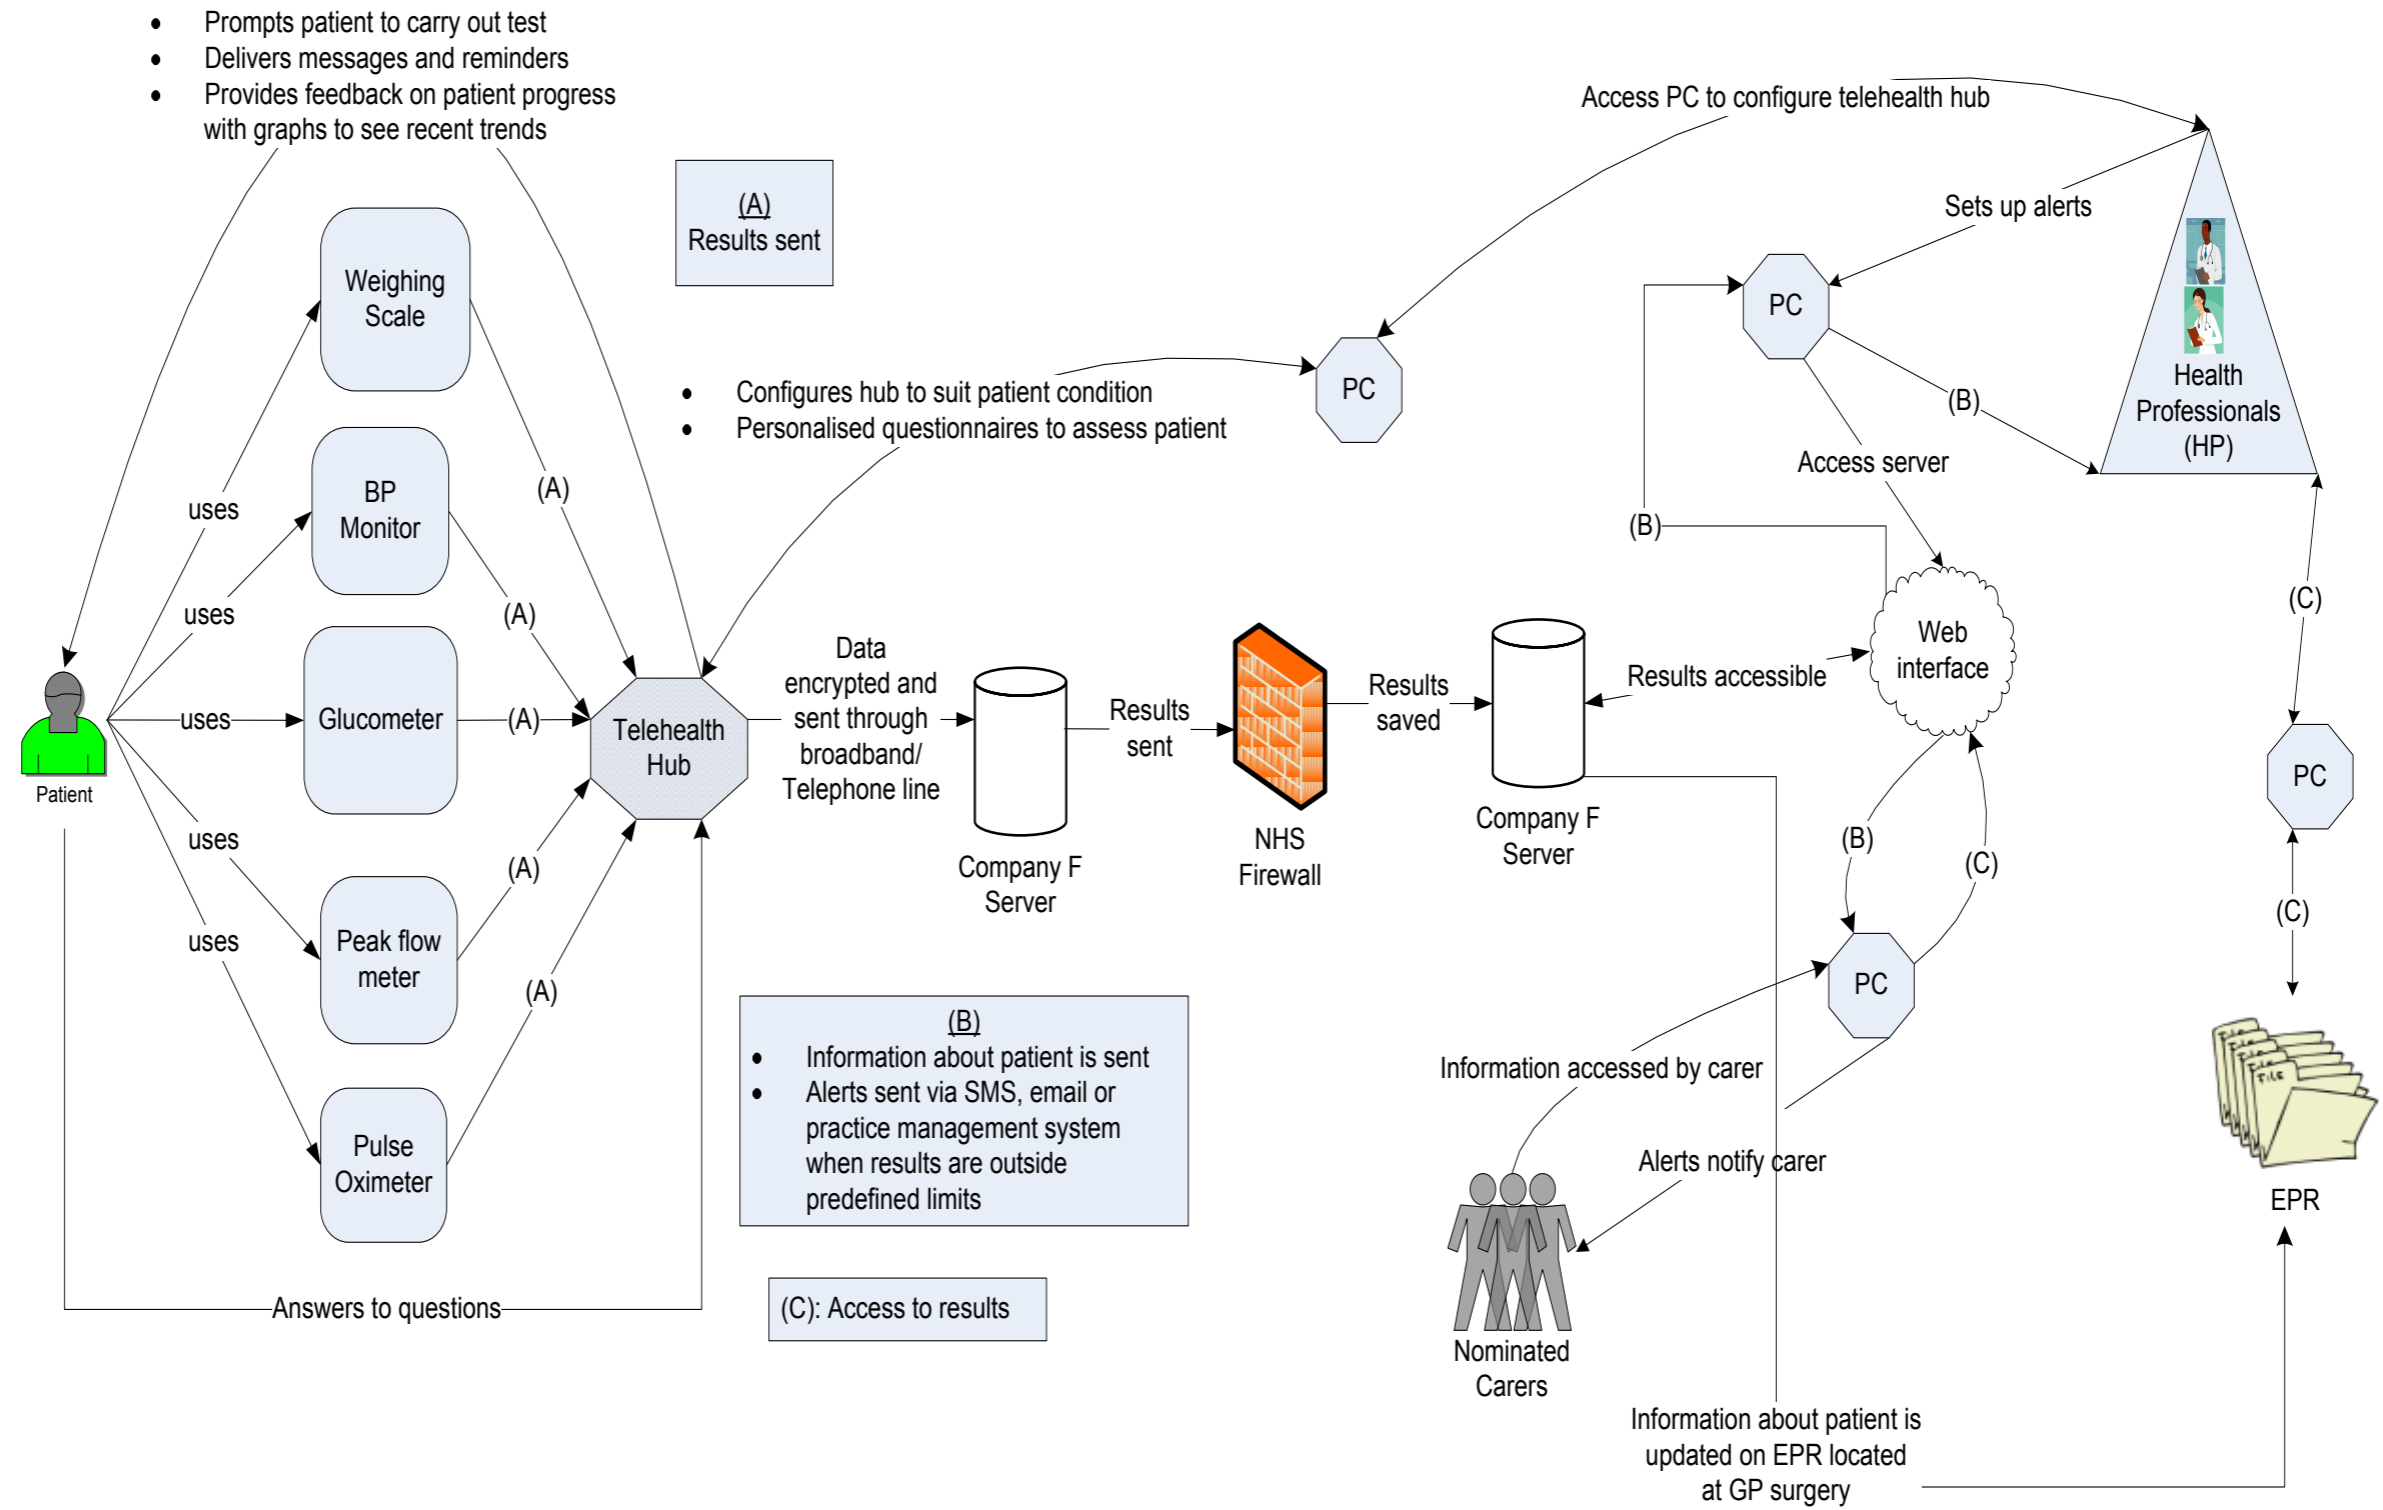 • Prompts patient to carry out test
• Delivers messages and reminders
• Provides feedback on patient progress
with graphs to see recent trends
Access PC to configure telehealth hub
(A)
Results sent
Sets up alerts
Weighing
Scale
PC
PC
• Configures hub to suit patient condition
• Personalised questionnaires to assess patient
Health
Professionals
(HP)
(B)
Access server
(A)
uses
BP
Monitor
(B)
uses
(A)
(C)
Data
encrypted and
sent through
broadband/
Telephone line
Web
interface
Results accessible
Results
saved
Results
sent
uses
Glucometer
(A)
Telehealth
Hub
Patient
PC
Company F
Server
NHS
Firewall
Company F
Server
uses
(A)
(B)
(C)
(C)
uses
Peak flow
meter
(A)
PC
(B)
• Information about patient is sent
• Alerts sent via SMS, email or
practice management system
when results are outside
predefined limits
Information accessed by carer
FILE
Pulse
Oximeter
Alerts notify carer
EPR
Answers to questions
(C): Access to results
Nominated
Carers
Information about patient is
updated on EPR located
at GP surgery